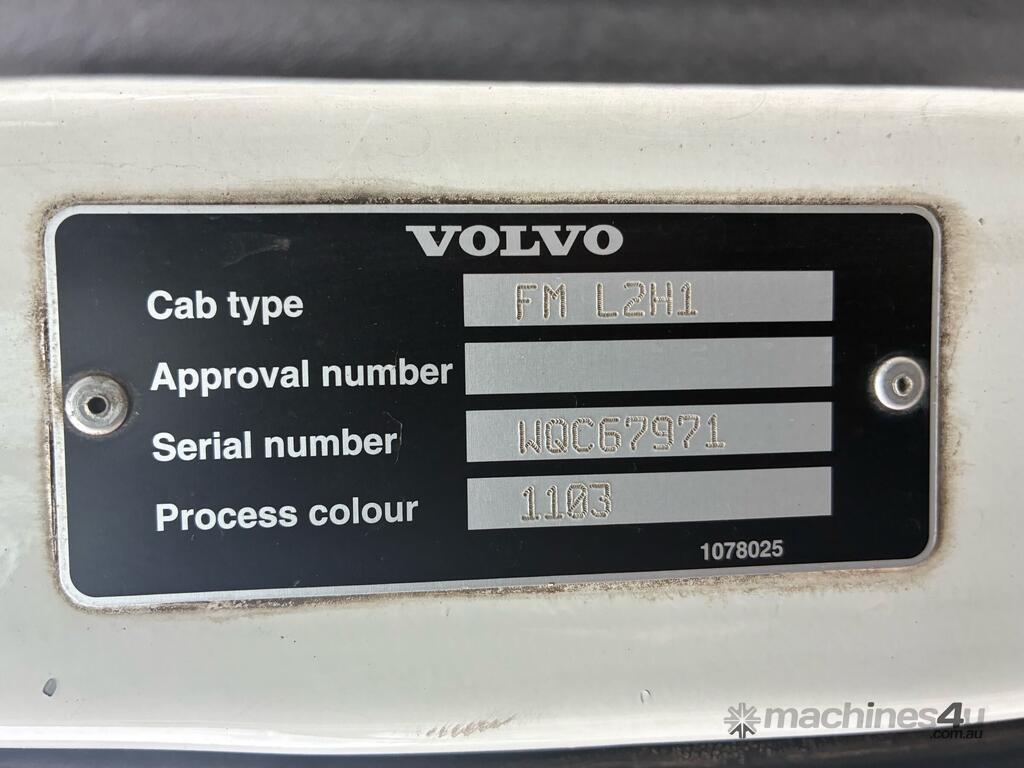 VOLVO
Cab type FM L2H1
Approval number
Serial number WQC67971
Process colour 1103
1078025
machines4u
.com.au